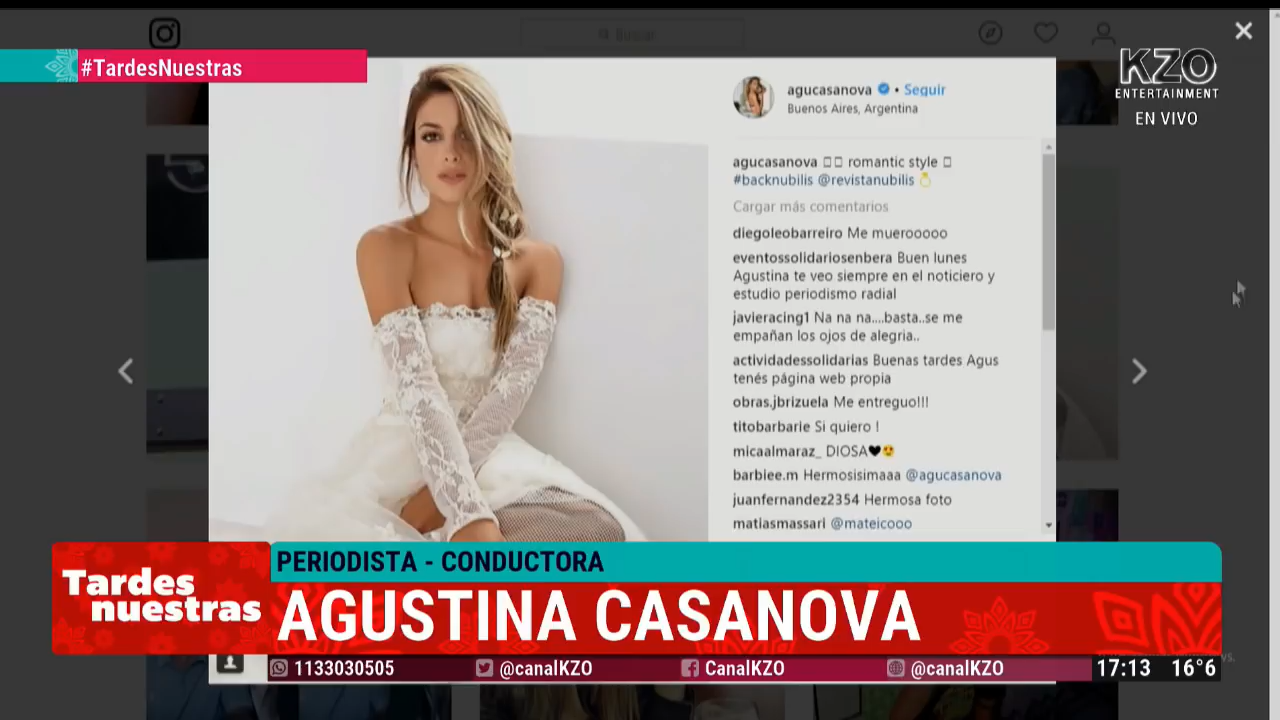 Buscar
#TardesNuestras
KZO
ENTERTAINMENT
EN VIVO
agucasanova • Seguir
Buenos Aires, Argentina
agucasanova romantic style
#backnubilis @revistanubilis
Cargar más comentarios
diegoleobarreiro Me muerooooo
eventossolidariosenbera Buen lunes
Agustina te veo siempre en el noticiero y
estudio periodismo radial
javieracing1 Na na na....basta..se me
empañan los ojos de alegria..
actividadessolidarias Buenas tardes Agus
tenés página web propia
obras.jbrizuela Me entreguo!!!
titobarbarie Si quiero !
micaalmaraz_ DIOSA🖤😍
barbiee.m Hermosisimaaa @agucasanova
juanfernandez2354 Hermosa foto
matiasmassari @mateicooo
Tardes
nuestras
PERIODISTA - CONDUCTORA
AGUSTINA CASANOVA
1133030505
@canalKZO
CanalKZO
@canalKZO
17:13 16°6